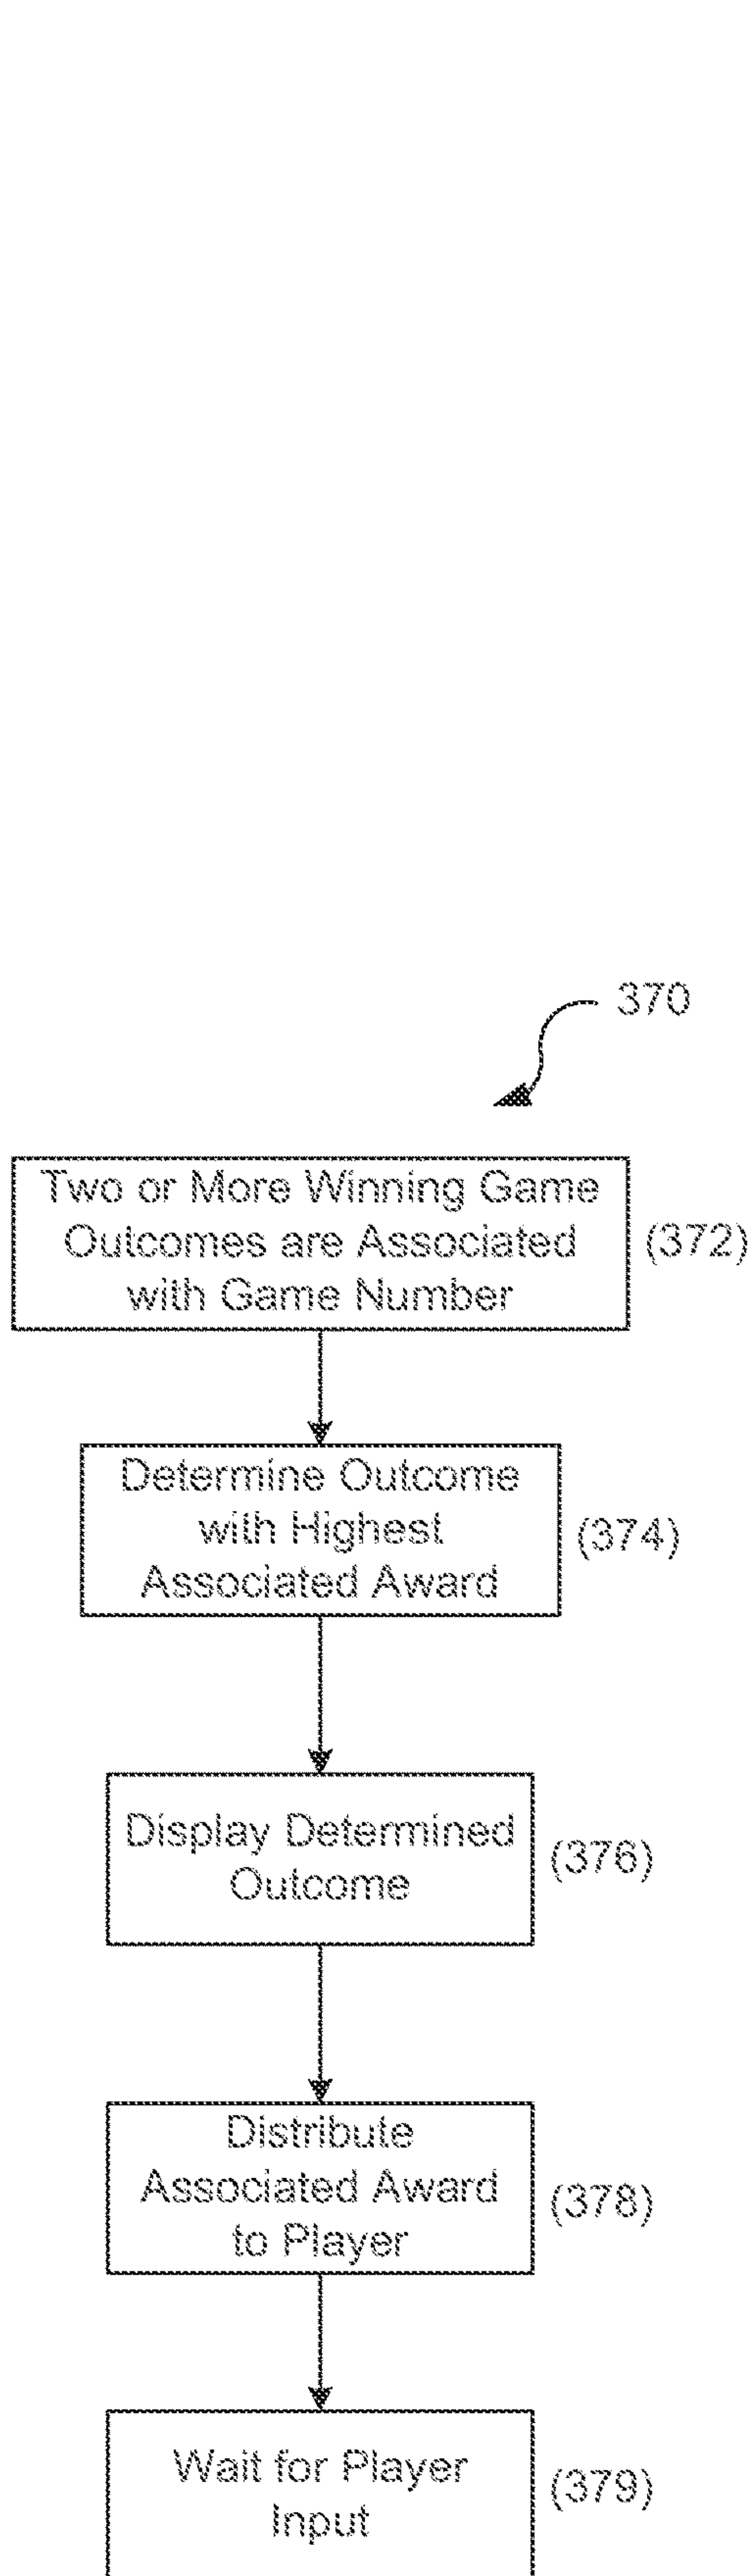 370
Two or More Winning Game
Outcomes are Associated
with Game Number
(372)
Determine Outcome
with Highest
Associated Award
(374)
Display Determined
Outcome
(376)
Distribute
Associated Award
to Player
(378)
Wait for Player
Input
(379)